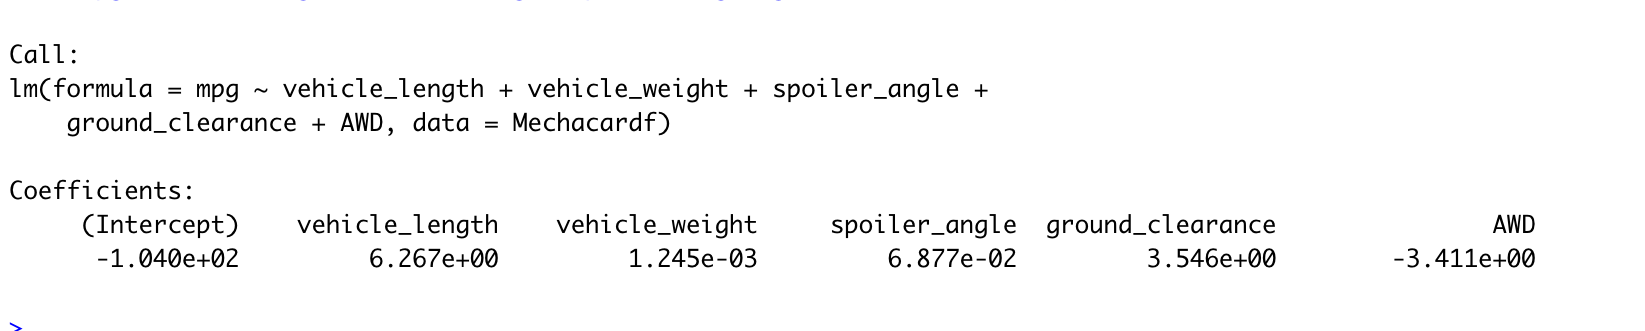 Call:
lm(formula = mpg ~ vehicle_length + vehicle_weight + spoiler_angle +
    ground_clearance + AWD, data = Mechacardf)
Coefficients:
     (Intercept)    vehicle_length    vehicle_weight     spoiler_angle  ground_clearance               AWD
      -1.040e+02         6.267e+00         1.245e-03         6.877e-02         3.546e+00        -3.411e+00
>